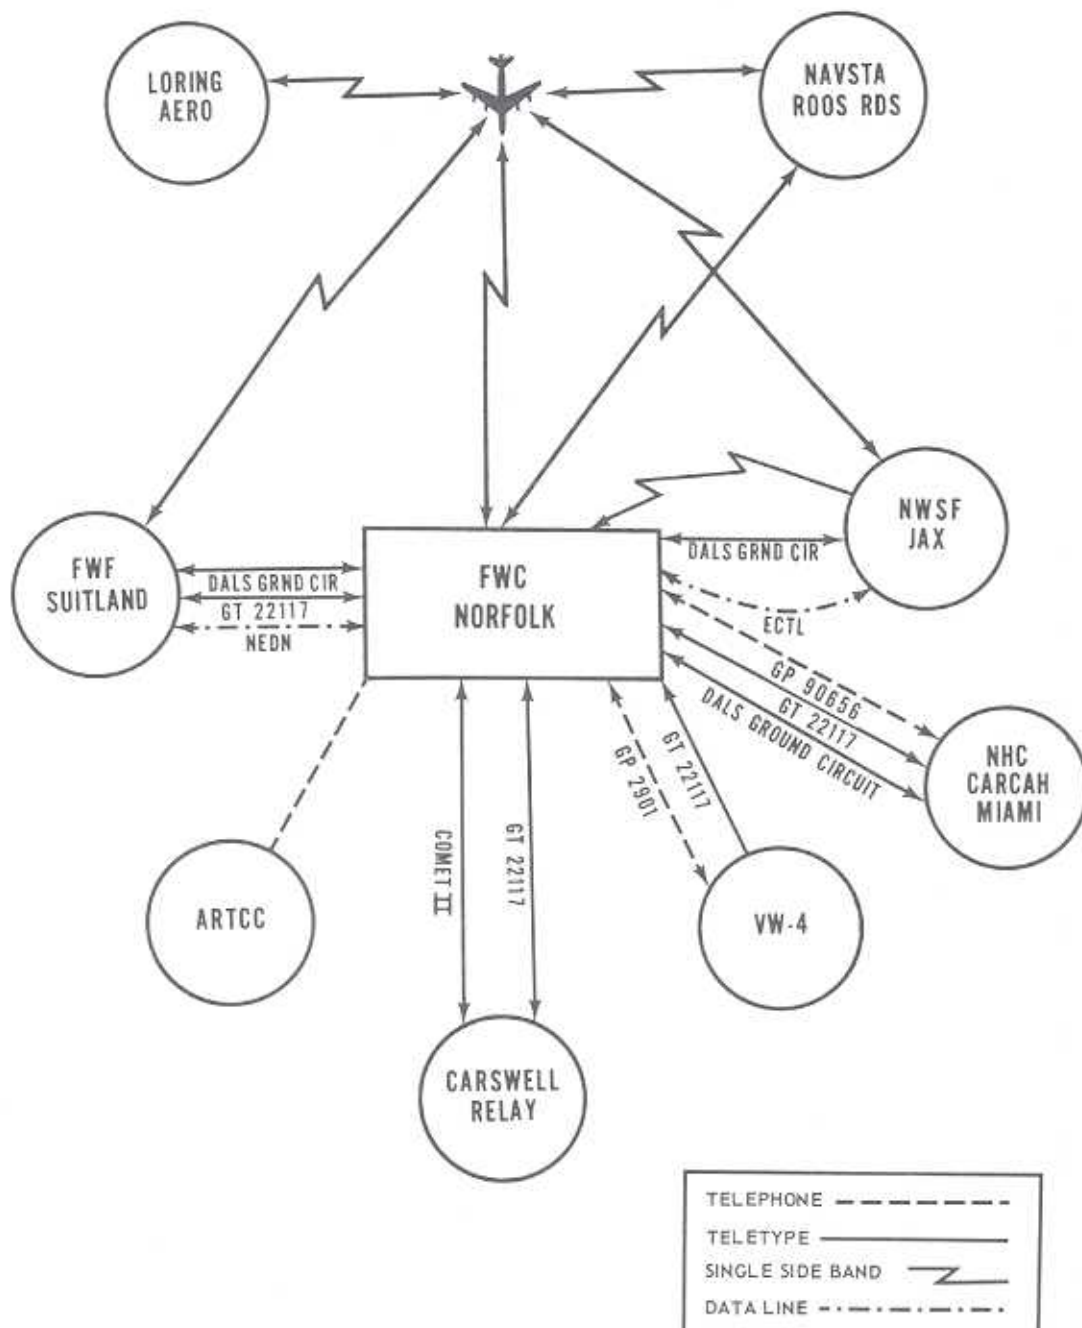 LORING
AERO
NAVSTA
ROOS RDS
NWSF
JAX
FWF
SUITLAND
DALS GRND CIR
GT 22117
NEDN
FWC
NORFOLK
DALS GRND CIR
ECTL
GP 90656
GT 22117
DALS GROUND CIRCUIT
NHC
CARCAH
MIAMI
GP 2901
GT 22117
COMET II
GT 22117
ARTCC
VW-4
CARSWELL
RELAY
TELEPHONE
TELETYPE
SINGLE SIDE BAND
DATA LINE